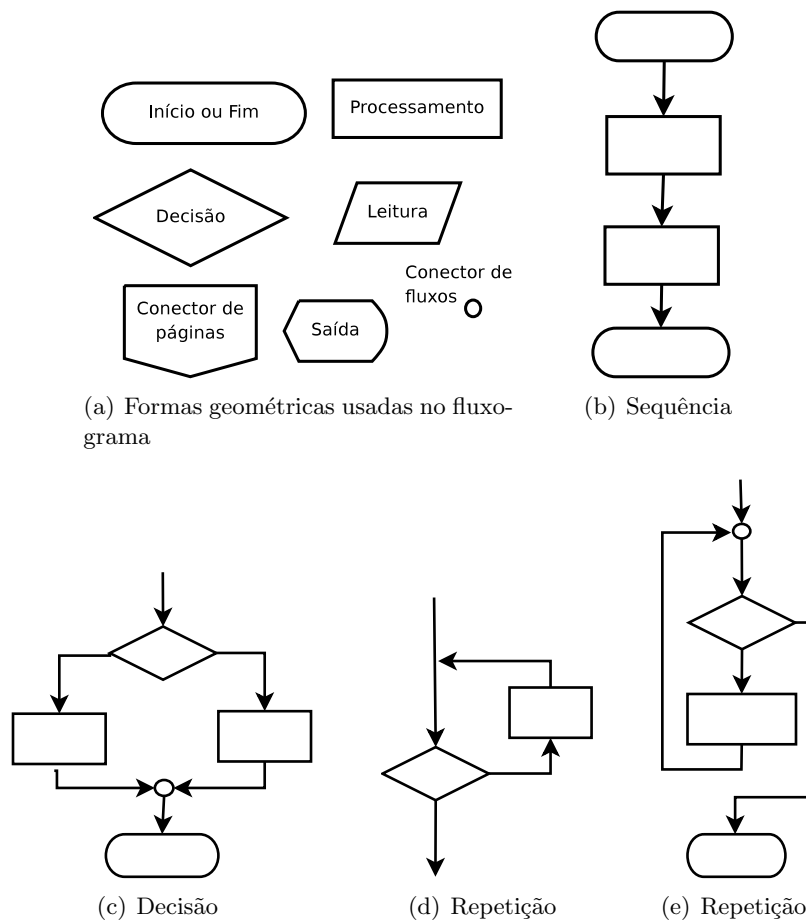 Início ou Fim
Processamento
Decisão
Leitura
Conector de
páginas
Saída
Conector de
fluxos
(a) Formas geométricas usadas no fluxo-
grama
(b) Sequência
(c) Decisão
(d) Repetição
(e) Repetição